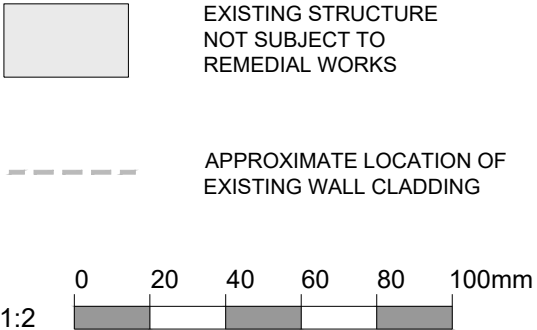 EXISTING STRUCTURE
NOT SUBJECT TO
REMEDIAL WORKS
APPROXIMATE LOCATION OF
EXISTING WALL CLADDING
0 20 40 60 80 100mm
1:2